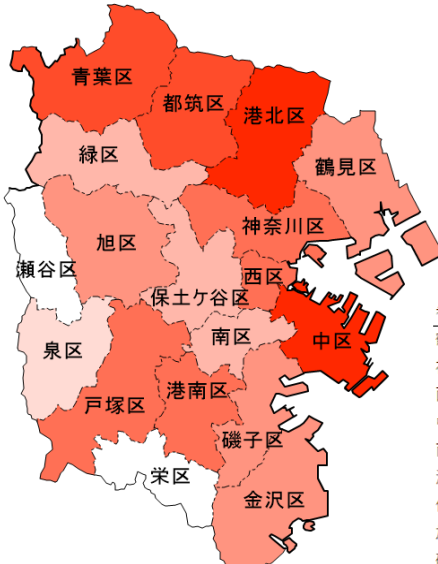 青葉区
都筑区
港北区
緑区
鶴見区
神奈川区
旭区
瀬谷区
西区
保土ケ谷区
南区
中区
泉区
港南区
戸塚区
磯子区
栄区
金沢区